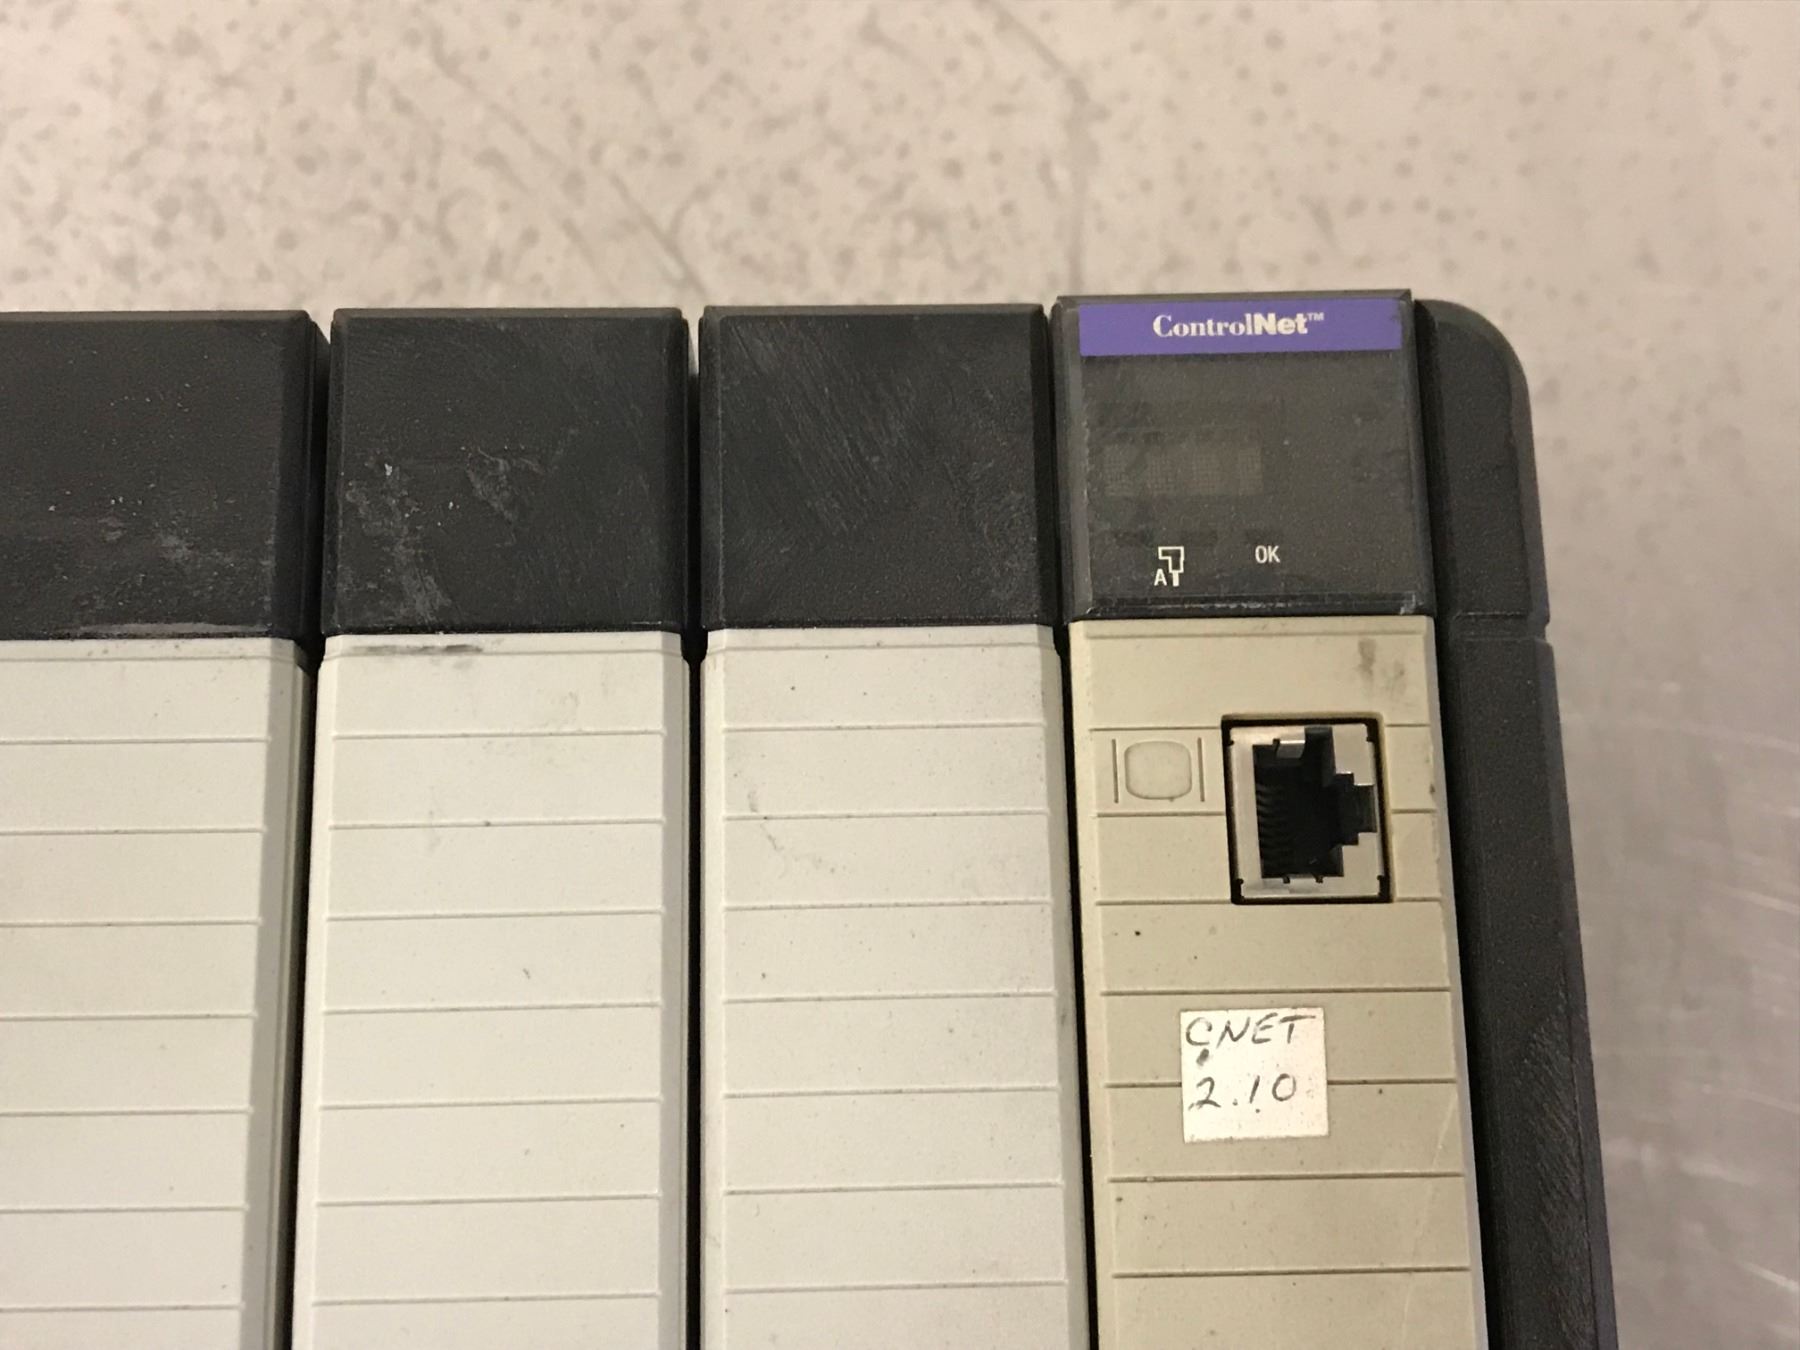 ControlNet™
A OK
CNET
2.10